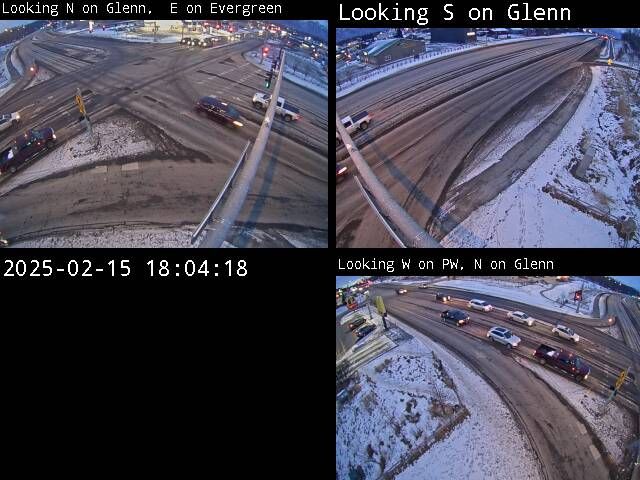 Looking N on Glenn,  E on Evergreen
Looking S on Glenn
2025-02-15 18:04:18
Looking W on PW, N on Glenn